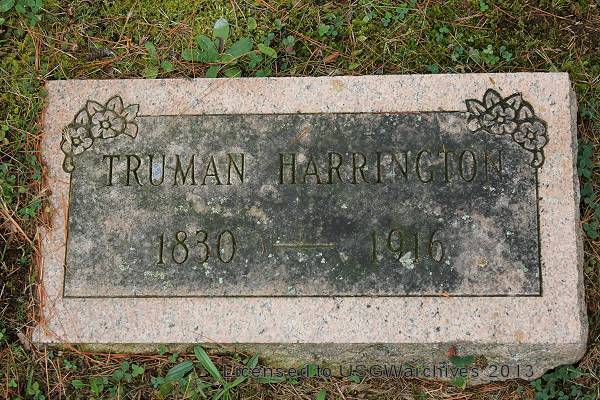 TRUMAN HARRINGTON
1830 — 1916
Licensed to USGWarchives 2013